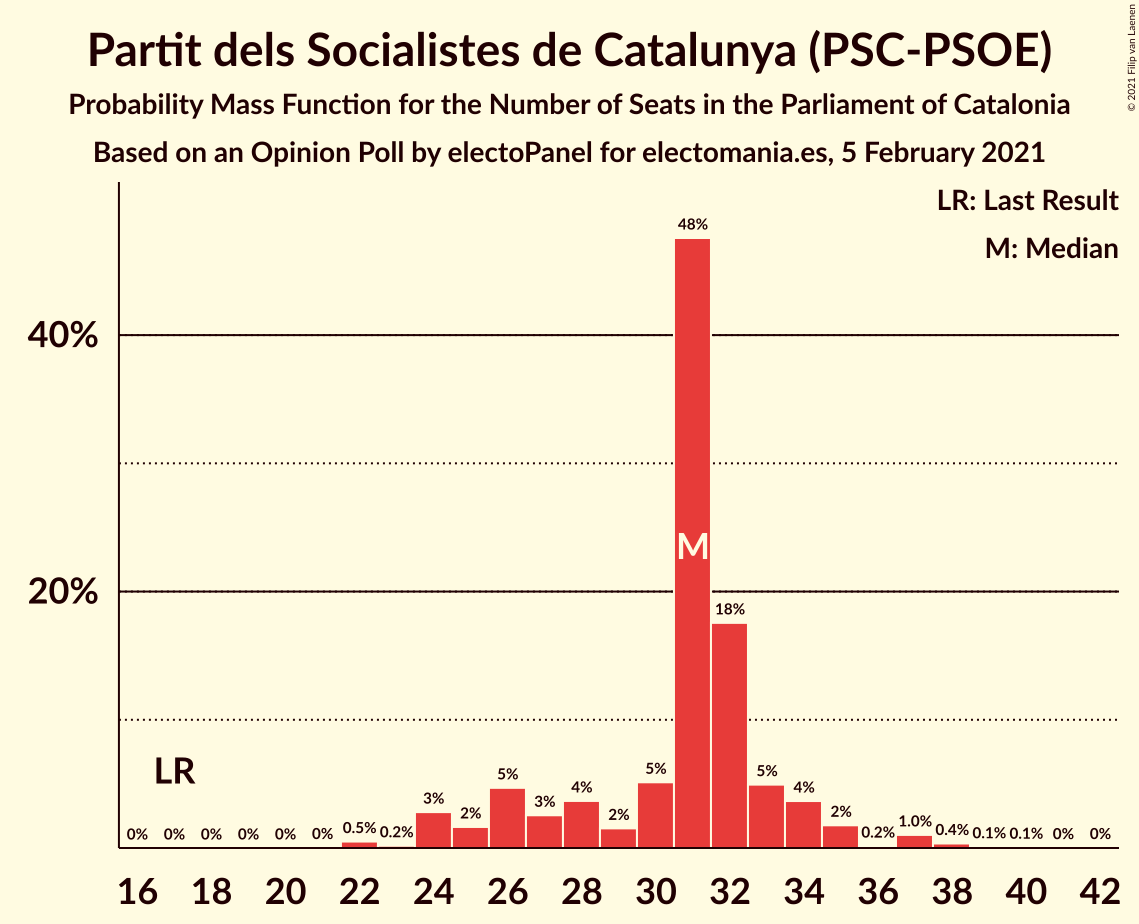 Partit dels Socialistes de Catalunya (PSC-PSOE)
Probability Mass Function for the Number of Seats in the Parliament of Catalonia
Based on an Opinion Poll by electoPanel for electomania.es, 5 February 2021
© 2021 Filip van Laenen
LR: Last Result
M: Median
48%
40%
M
20%
18%
LR
0% 0% 0% 0% 0% 0% 0.5% 0.2% 3% 2% 5% 3% 4% 2% 5% 5% 4% 2% 0.2% 1.0% 0.4% 0.1% 0.1% 0% 0%
16 18 20 22 24 26 28 30 32 34 36 38 40 42